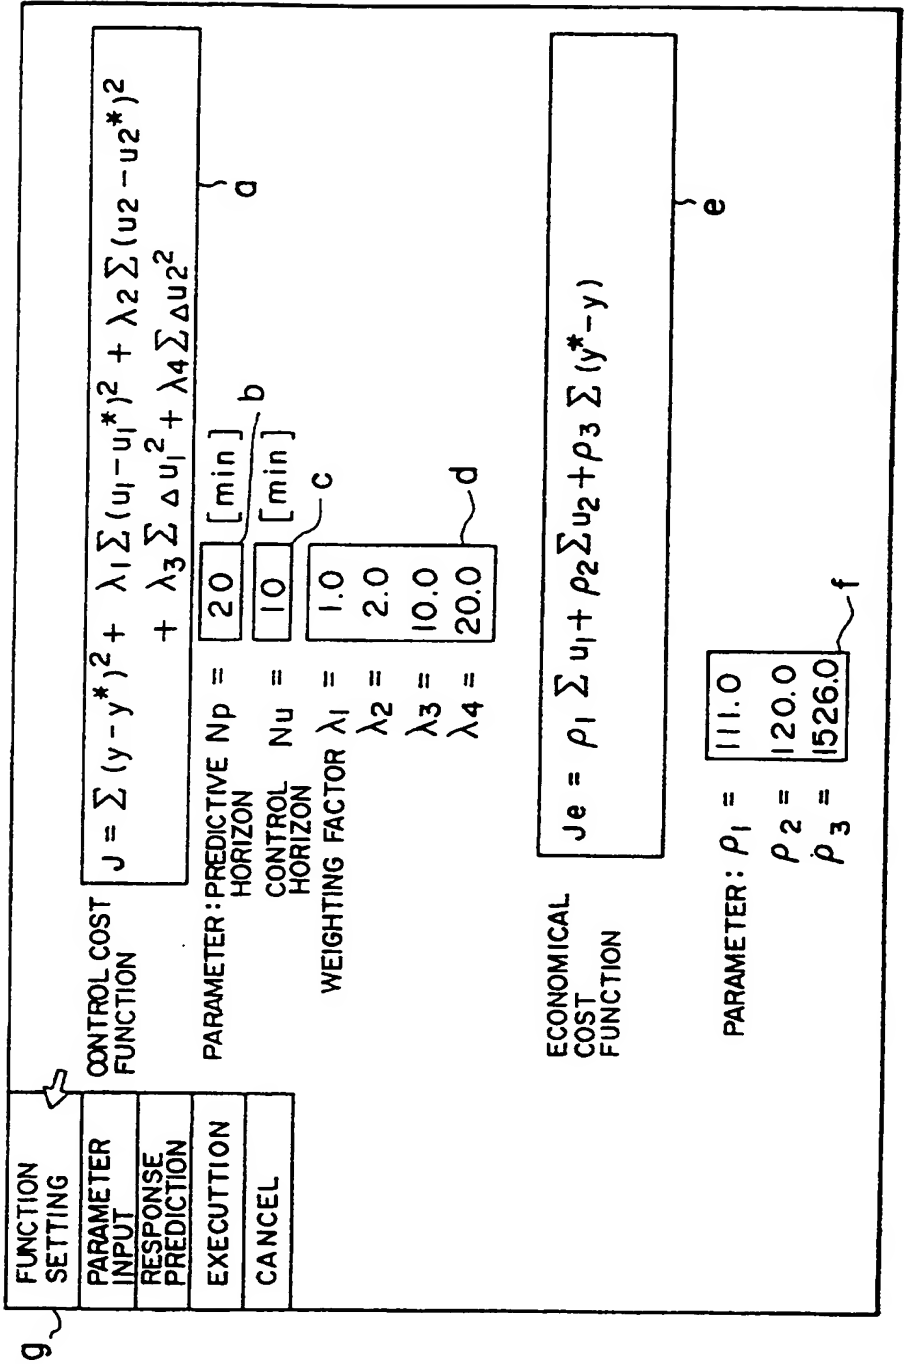 g
FUNCTION
SETTING
PARAMETER
INPUT
RESPONSE
PREDICTION
EXECUTTION
CANCEL
CONTROL COST
FUNCTION
J = Σ (y-y*)² + λ1 Σ (u1-u1*)² + λ2 Σ (u2-u2*)²
+ λ3 Σ Δu1² + λ4 Σ Δu2²
a
PARAMETER : PREDICTIVE Np = 20 [min]
HORIZON
b
CONTROL Nu = 10 [min]
HORIZON
c
WEIGHTING FACTOR λ1 = 1.0
λ2 = 2.0
λ3 = 10.0
λ4 = 20.0
d
ECONOMICAL
COST
FUNCTION
Je = ρ1 Σ u1 + ρ2 Σ u2 + ρ3 Σ (y*-y)
e
PARAMETER : ρ1 = 111.0
ρ2 = 120.0
ρ3 = 1526.0
f